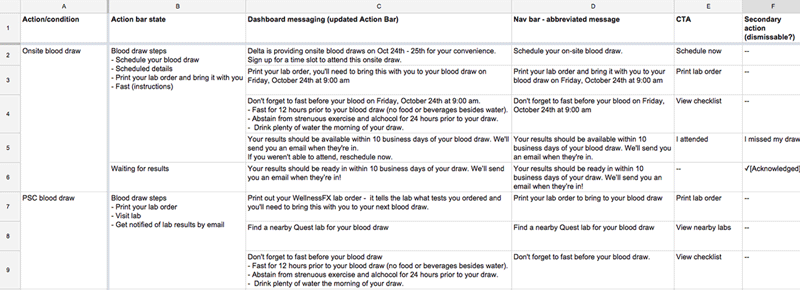 A B C D E F
1 Action/condition Action bar state Dashboard messaging (updated Action Bar) Nav bar - abbreviated message CTA Secondary
action
(dismissable?)
2 Onsite blood draw Blood draw steps Delta is providing onsite blood draws on Oct 24th - 25th for your convenience. Schedule your on-site blood draw. Schedule now --
- Schedule your blood draw Sign up for a time slot to attend this onsite draw.
- Scheduled details
3 - Print your lab order and bring it with you Print your lab order, you'll need to bring this with you to your blood draw on Print your lab order and bring it with you to your Print lab order --
- Fast (instructions) Friday, October 24th at 9:00 am blood draw on Friday, October 24th at 9:00 am
4 Don't forget to fast before your blood on Friday, October 24th at 9:00 am. Don't forget to fast before your blood on Friday, View checklist --
- Fast for 12 hours prior to your blood draw (no food or beverages besides water). October 24th at 9:00 am
- Abstain from strenuous exercise and alchocol for 24 hours prior to your draw.
- Drink plenty of water the morning of your draw.
5 Your results should be available within 10 business days of your blood draw. We'll Your results should be available within 10 I attended I missed my draw
send you an email when they're in. business days of your blood draw. We'll send you
If you weren't able to attend, reschedule now. an email when they're in.
6 Waiting for results Your results should be ready in within 10 business days of your draw. We'll send Your results should be ready in within 10 -- √[Acknowledged]
you an email when they're in! business days of your draw. We'll send you an
email when they're in!
7 PSC blood draw Blood draw steps Print out your WellnessFX lab order - it tells the lab what tests you ordered and Print your lab order to bring to your blood draw Print lab order --
- Print your lab order you'll need to bring this with you to your next blood draw.
- Visit lab
8 - Get notified of lab results by email Find a nearby Quest lab for your blood draw Find a nearby Quest lab for your blood draw View nearby labs --
9 Don't forget to fast before your blood draw Don't forget to fast before your blood draw. View checklist --
- Fast for 12 hours prior to your blood draw (no food or beverages besides water).
- Abstain from strenuous exercise and alchocol for 24 hours prior to your draw.
- Drink plenty of water the morning of your draw.